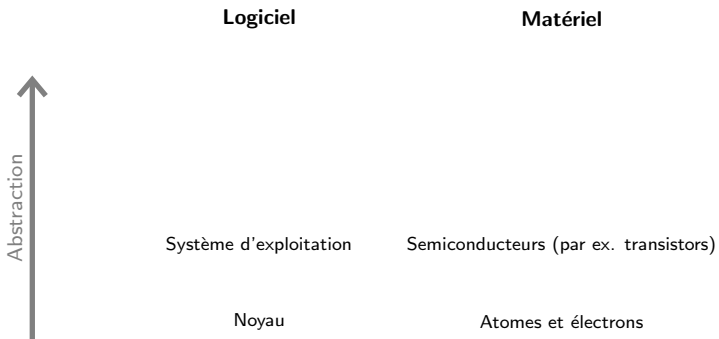 Logiciel
Matériel
Abstraction
Système d'exploitation
Semiconducteurs (par ex. transistors)
Noyau
Atomes et électrons